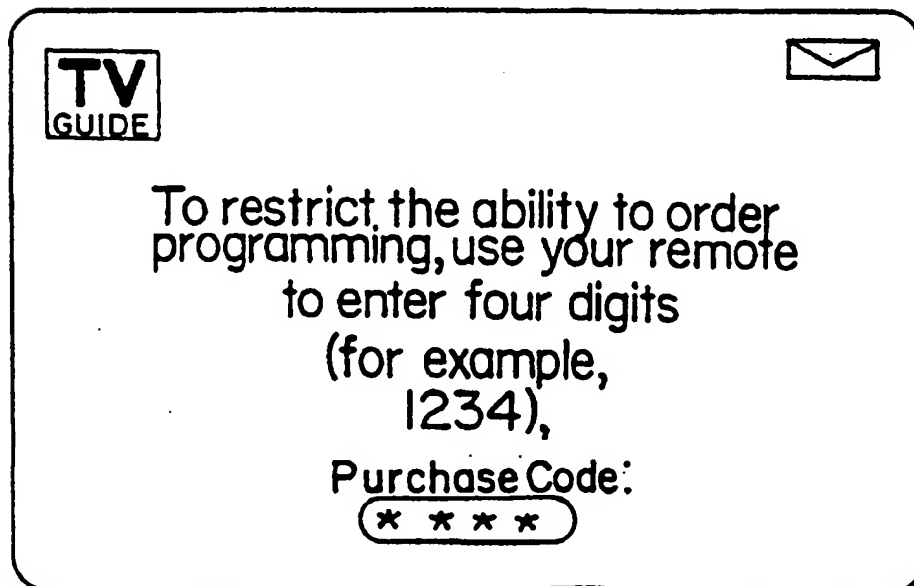 TV
GUIDE
To restrict the ability to order
programming, use your remote
to enter four digits
(for example,
1234),
Purchase Code:
* * * *